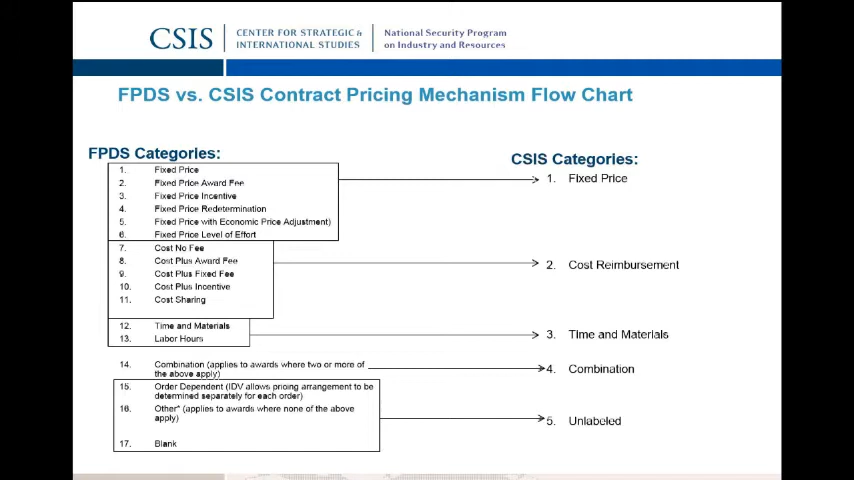 CSIS
CENTER FOR STRATEGIC &
INTERNATIONAL STUDIES
National Security Program
on Industry and Resources
FPDS vs. CSIS Contract Pricing Mechanism Flow Chart
FPDS Categories:
1. Fixed Price
2. Fixed Price Award Fee
3. Fixed Price Incentive
4. Fixed Price Redetermination
5. Fixed Price with Economic Price Adjustment)
6. Fixed Price Level of Effort
7. Cost No Fee
8. Cost Plus Award Fee
9. Cost Plus Fixed Fee
10. Cost Plus Incentive
11. Cost Sharing
12. Time and Materials
13. Labor Hours
14. Combination (applies to awards where two or more of
the above apply)
15. Order Dependent (IDV allows pricing arrangement to be
determined separately for each order)
16. Other* (applies to awards where none of the above
apply)
17. Blank
CSIS Categories:
1. Fixed Price
2. Cost Reimbursement
3. Time and Materials
4. Combination
5. Unlabeled